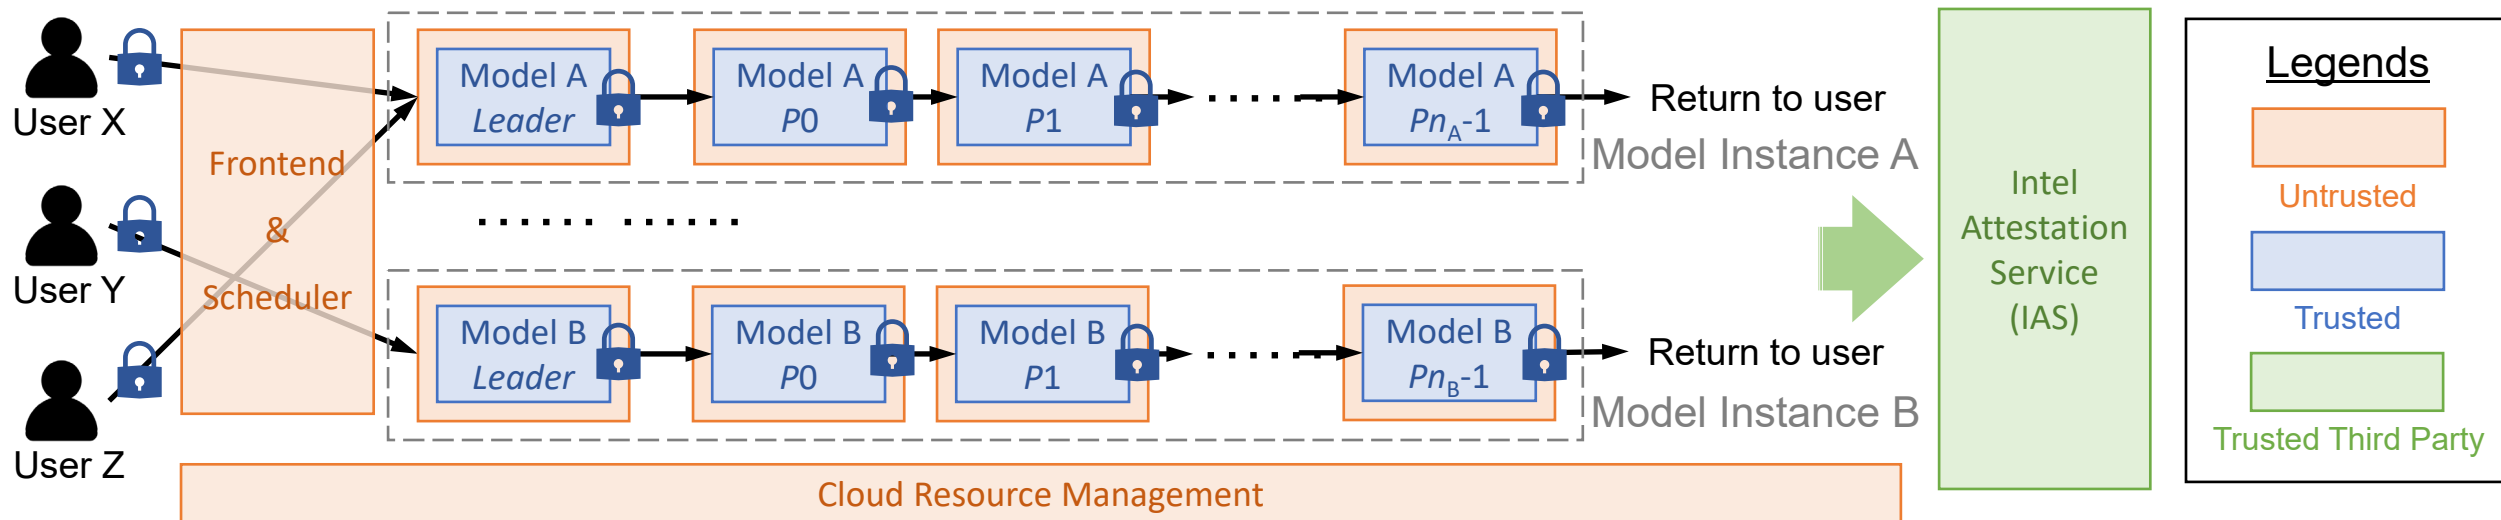 User X
User Y
User Z
Frontend
&
Scheduler
Model A
Leader
Model A
P0
Model A
P1
Model A
Pn_A-1
Return to user
Model Instance A
Model B
Leader
Model B
P0
Model B
P1
Model B
Pn_B-1
Return to user
Model Instance B
Cloud Resource Management
Intel
Attestation
Service
(IAS)
Legends
Untrusted
Trusted
Trusted Third Party